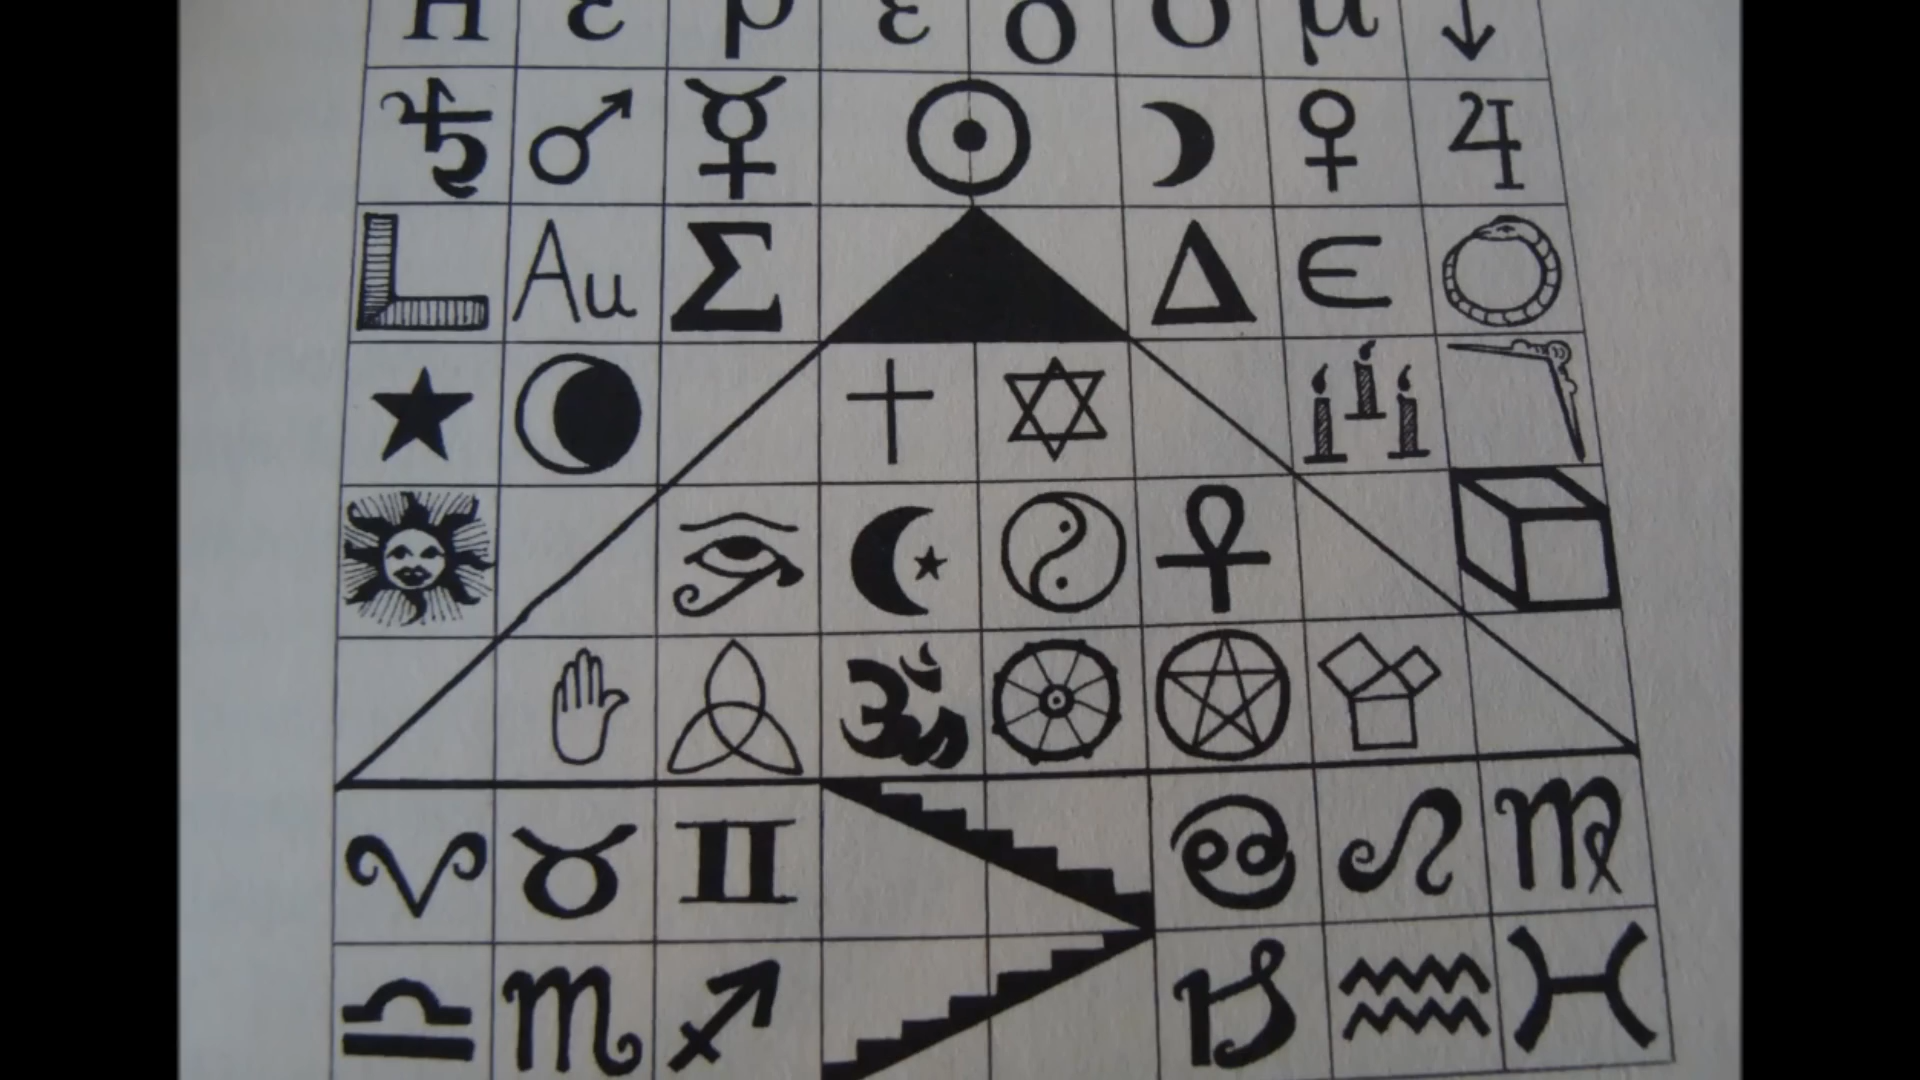 Η ε ρ ε μ ↓
♄ ♂ ☿ ☉ ☽ ♀ ♃
Au Σ Δ ∈
ॐ
♈ ♉ ♊ ♋ ♌ ♍
♎ ♏ ♐ ♑ ♒ ♓